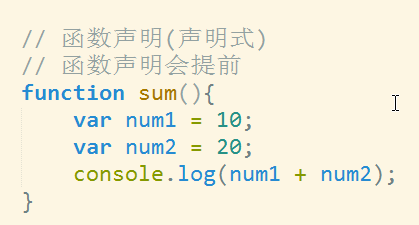 // 函数声明(声明式)
// 函数声明会提前
function sum(){
    var num1 = 10;
    var num2 = 20;
    console.log(num1 + num2);
}